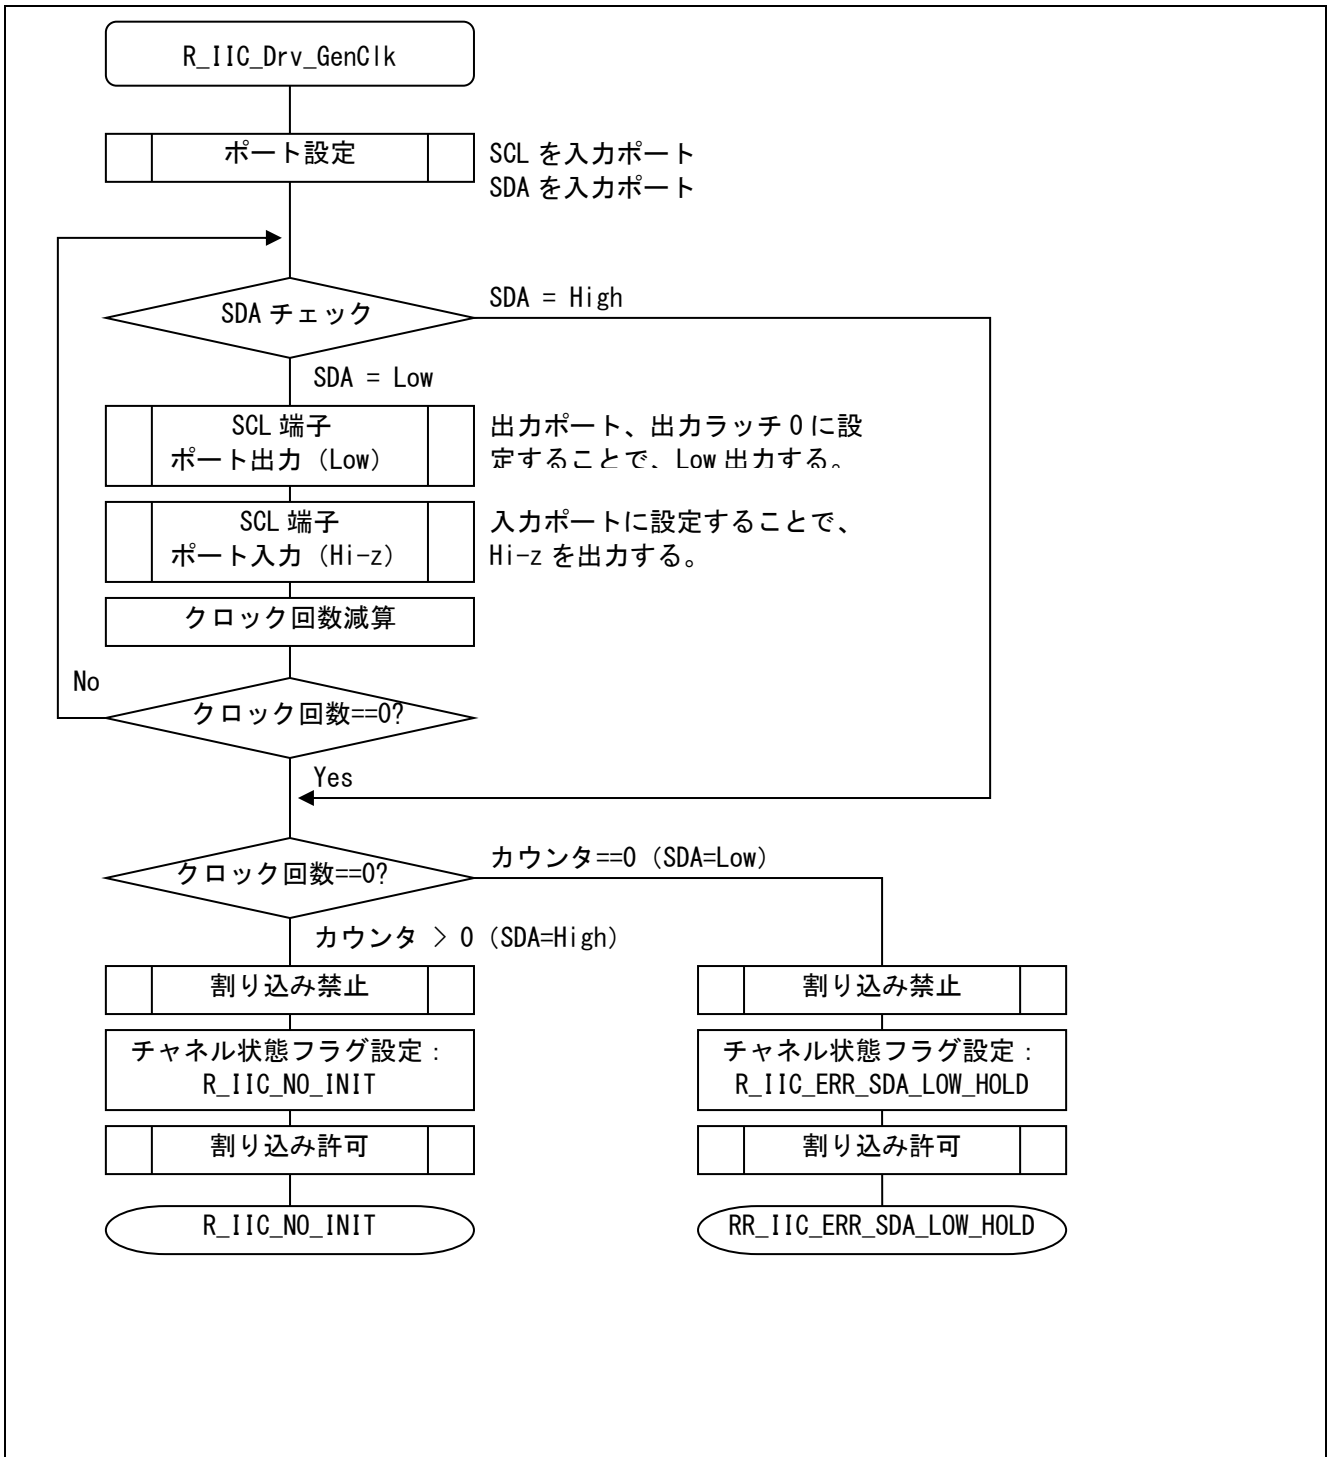 R_IIC_Drv_GenClk
ポート設定
SCL を入力ポート
SDA を入力ポート
SDA チェック
SDA = High
SDA = Low
SCL 端子
ポート出力（Low）
出力ポート、出力ラッチ 0 に設
定することで、Low 出力する。
SCL 端子
ポート入力（Hi-z）
入力ポートに設定することで、
Hi-z を出力する。
クロック回数減算
No
クロック回数==0?
Yes
クロック回数==0?
カウンタ==0（SDA=Low）
カウンタ > 0（SDA=High）
割り込み禁止
割り込み禁止
チャネル状態フラグ設定：
R_IIC_NO_INIT
チャネル状態フラグ設定：
R_IIC_ERR_SDA_LOW_HOLD
割り込み許可
割り込み許可
R_IIC_NO_INIT
RR_IIC_ERR_SDA_LOW_HOLD